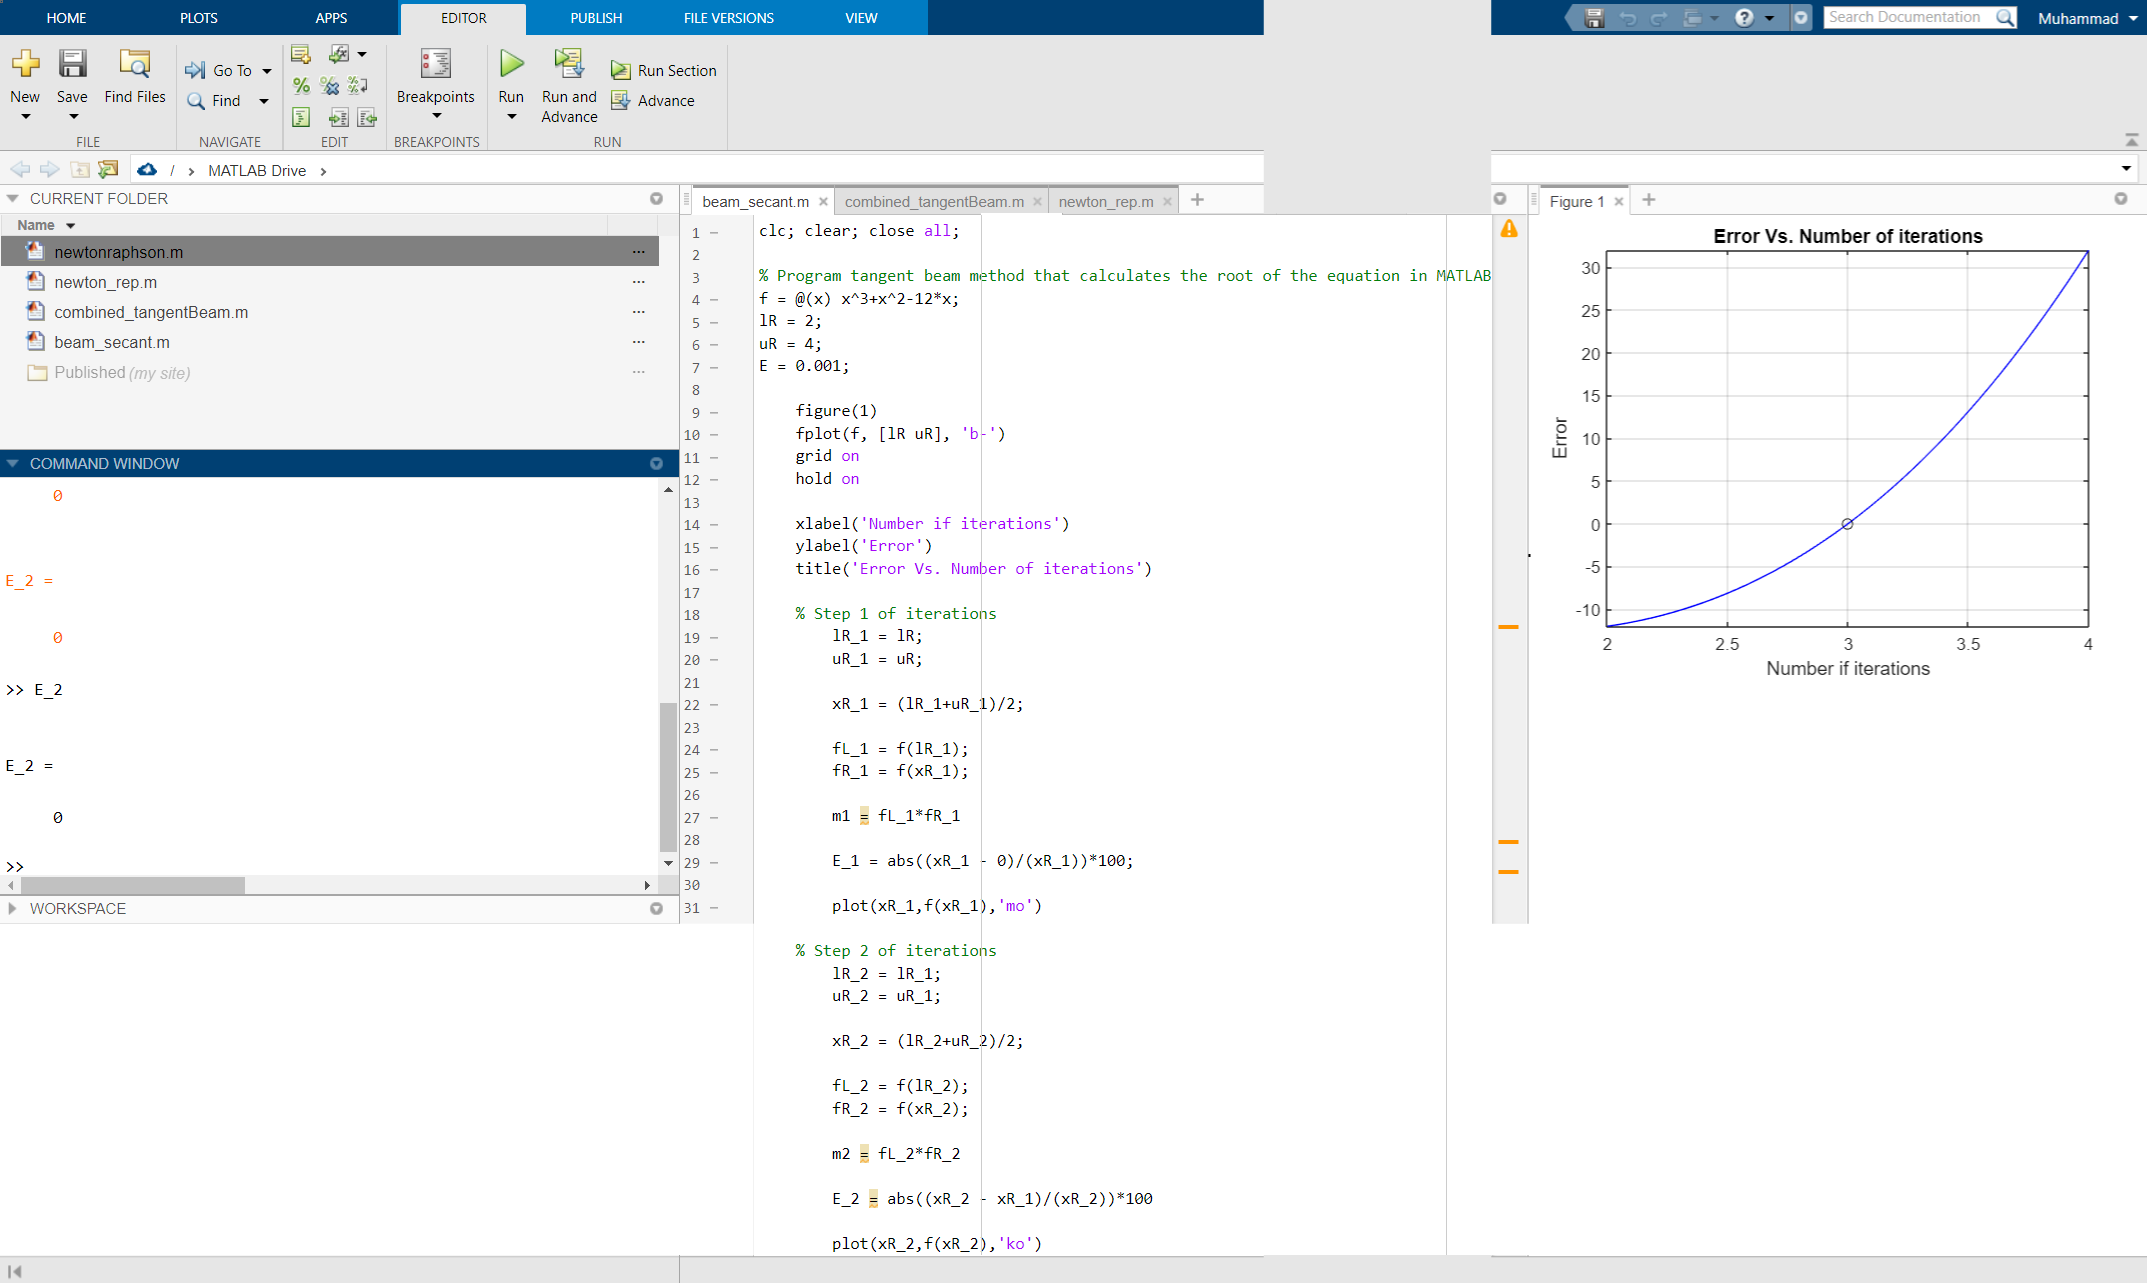 HOME PLOTS APPS EDITOR PUBLISH FILE VERSIONS VIEW Search Documentation Muhammad
New Save Find Files Go To Find Breakpoints Run Run and Advance Run Section Advance
FILE NAVIGATE EDIT BREAKPOINTS RUN
/ > MATLAB Drive >
CURRENT FOLDER
Name
newtonraphson.m ...
newton_rep.m ...
combined_tangentBeam.m ...
beam_secant.m ...
Published (my site) ...
COMMAND WINDOW
0
E_2 =
0
>> E_2
E_2 =
0
>>
WORKSPACE
beam_secant.m × combined_tangentBeam.m × newton_rep.m × +
1 – clc; clear; close all;
2
3 % Program tangent beam method that calculates the root of the equation in MATLAB
4 – f = @(x) x^3+x^2-12*x;
5 – lR = 2;
6 – uR = 4;
7 – E = 0.001;
8
9 – figure(1)
10 – fplot(f, [lR uR], 'b-')
11 – grid on
12 – hold on
13
14 – xlabel('Number if iterations')
15 – ylabel('Error')
16 – title('Error Vs. Number of iterations')
17
18 % Step 1 of iterations
19 – lR_1 = lR;
20 – uR_1 = uR;
21
22 – xR_1 = (lR_1+uR_1)/2;
23
24 – fL_1 = f(lR_1);
25 – fR_1 = f(xR_1);
26
27 – m1 = fL_1*fR_1
28
29 – E_1 = abs((xR_1 - 0)/(xR_1))*100;
30
31 – plot(xR_1,f(xR_1),'mo')
% Step 2 of iterations
lR_2 = lR_1;
uR_2 = uR_1;
xR_2 = (lR_2+uR_2)/2;
fL_2 = f(lR_2);
fR_2 = f(xR_2);
m2 = fL_2*fR_2
E_2 = abs((xR_2 - xR_1)/(xR_2))*100
plot(xR_2,f(xR_2),'ko')
Figure 1 × +
Error Vs. Number of iterations
30
25
20
15
10
5
0
-5
-10
Error
2 2.5 3 3.5 4
Number if iterations